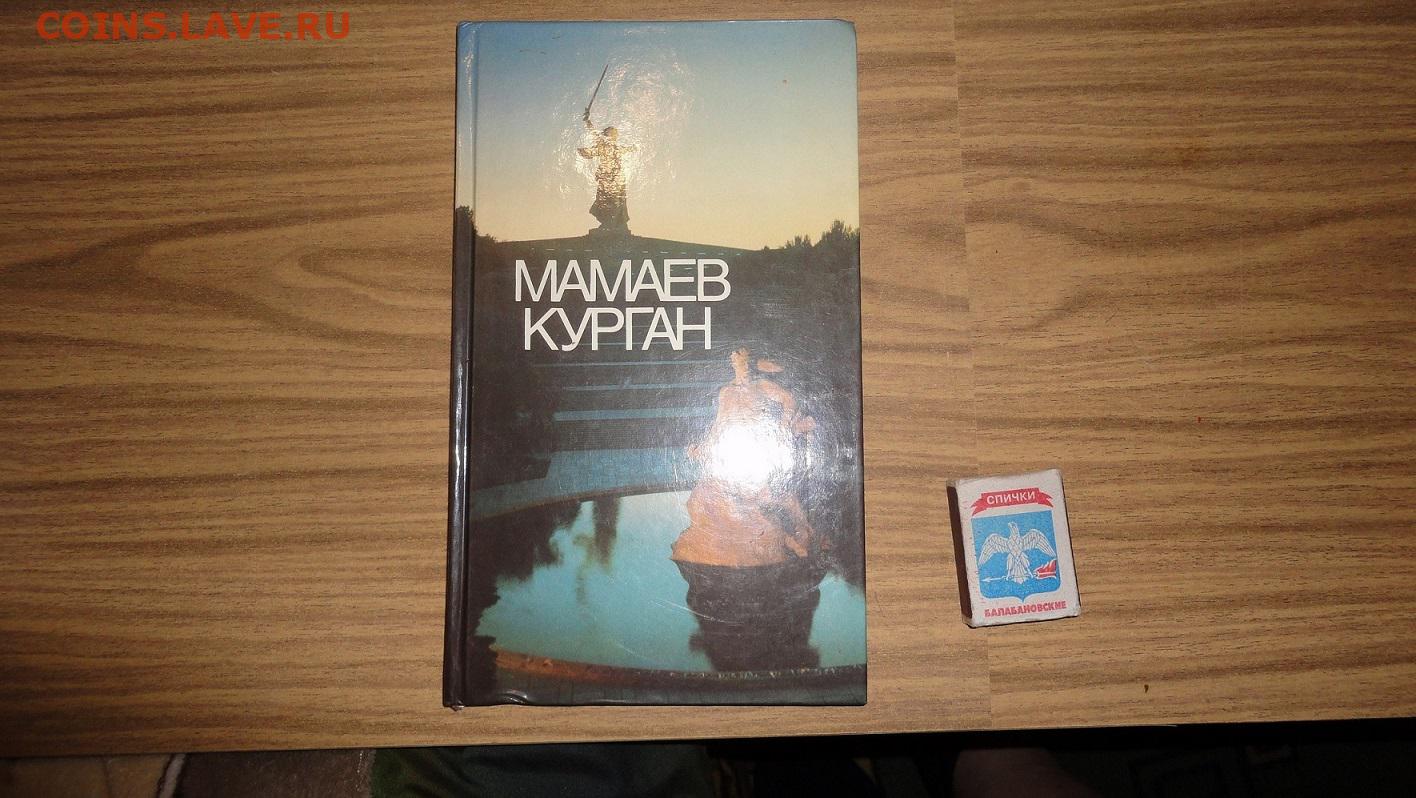 COINS.LAVE.RU
МАМАЕВ
КУРГАН
СПИЧКИ
БАЛАБАНОВСКИЕ